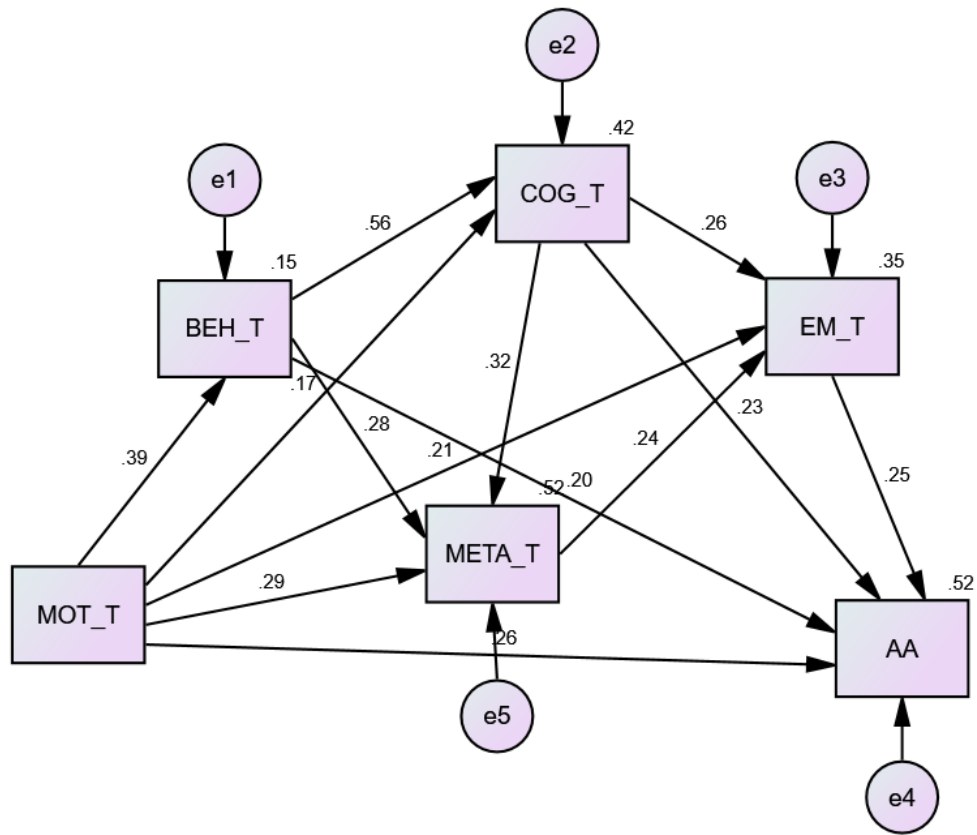 e2
.42
COG_T
e1
e3
.56
.26
.15
.35
BEH_T
EM_T
.32
.17
.23
.28
.21
.24
.39
.25
.52
.20
META_T
.29
.52
MOT_T
.26
AA
e5
e4